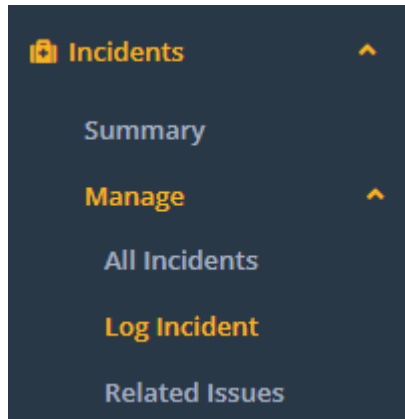 Incidents
Summary
Manage
All Incidents
Log Incident
Related Issues